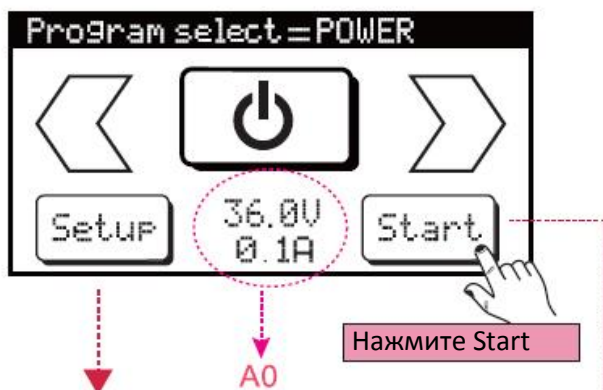 Program select=POWER
Setup
36.0V
0.1A
Start
Нажмите Start
A0